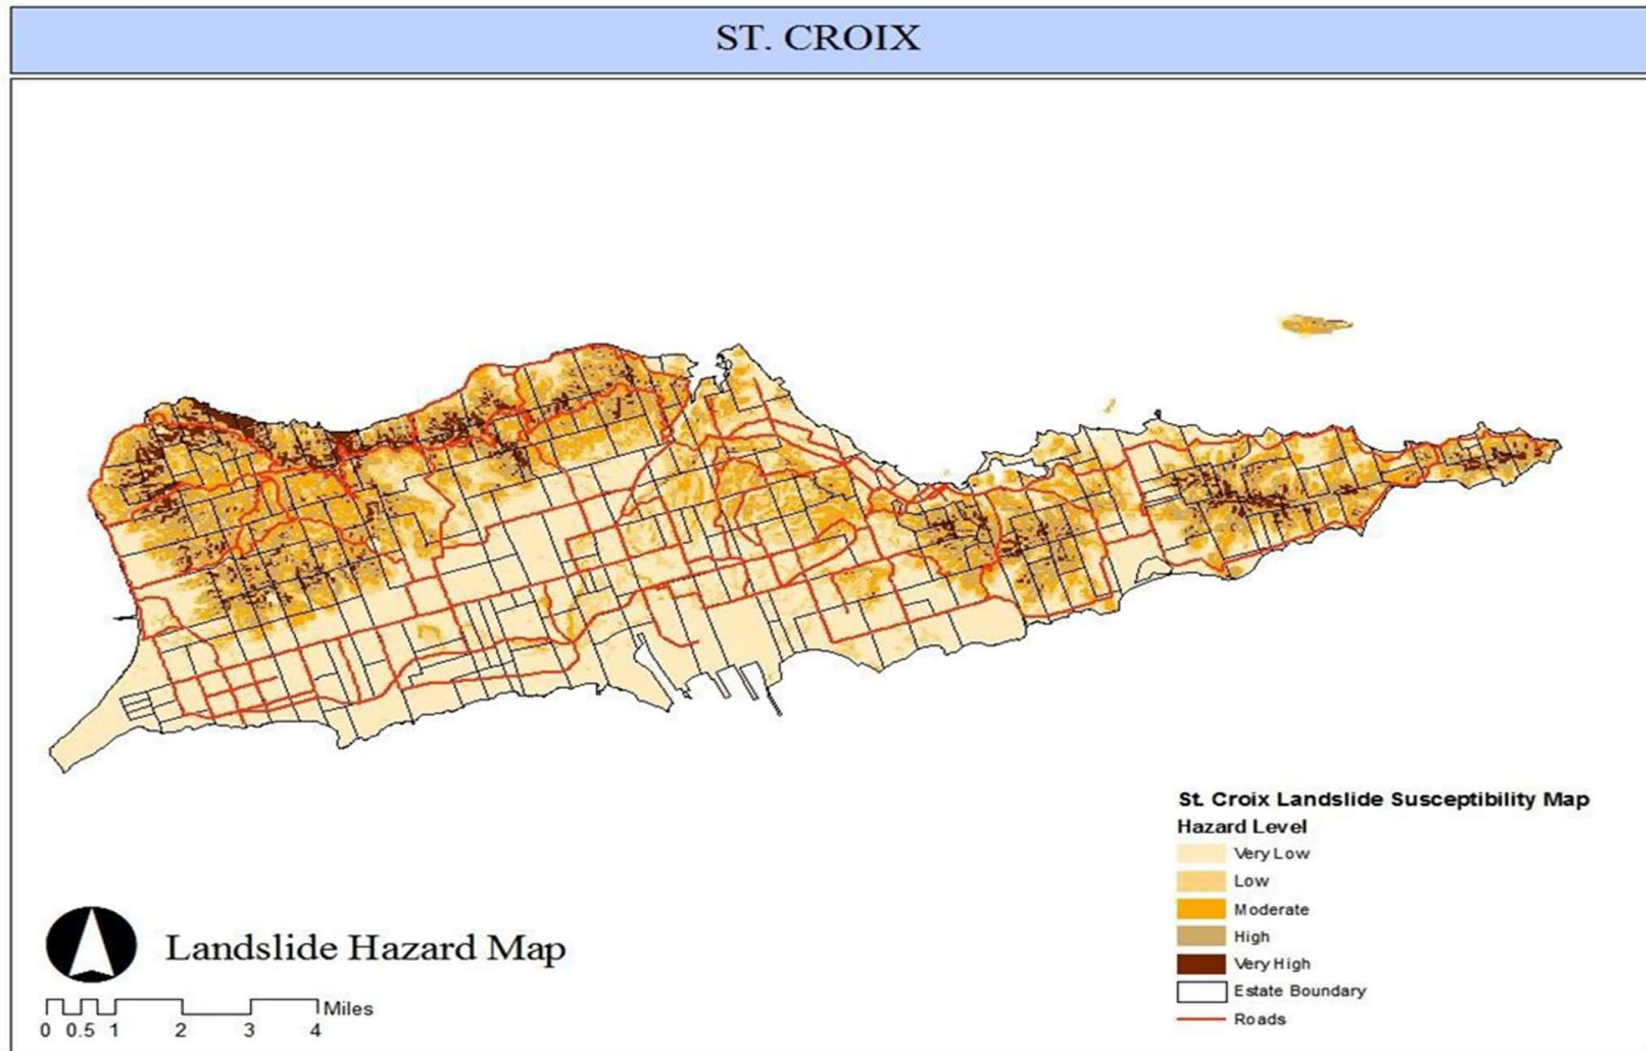 ST. CROIX
St. Croix Landslide Susceptibility Map
Hazard Level
Very Low
Low
Moderate
High
Very High
Estate Boundary
Roads
Landslide Hazard Map
Miles
0 0.5 1 2 3 4